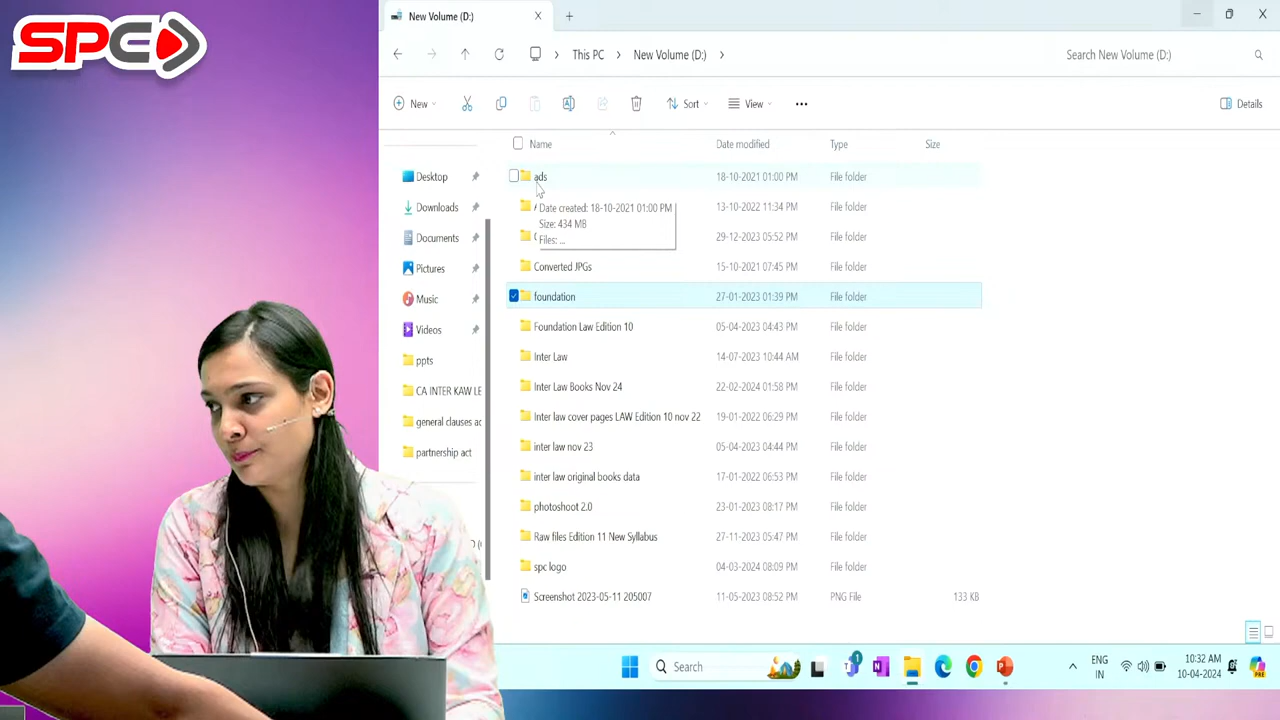 SPC
New Volume (D:)
This PC > New Volume (D:) >
Search New Volume (D:)
New
Sort
View
Details
Name Date modified Type Size
Desktop
Downloads
Documents
Pictures
Music
Videos
ppts
CA INTER KAW LE
general clauses ac
partnership act
ads 18-10-2021 01:00 PM File folder
Date created: 18-10-2021 01:00 PM
Size: 434 MB
Files: ...
13-10-2022 11:34 PM File folder
29-12-2023 05:52 PM File folder
Converted JPGs 15-10-2021 07:45 PM File folder
foundation 27-01-2023 01:39 PM File folder
Foundation Law Edition 10 05-04-2023 04:43 PM File folder
Inter Law 14-07-2023 10:44 AM File folder
Inter Law Books Nov 24 22-02-2024 01:58 PM File folder
Inter law cover pages LAW Edition 10 nov 22 19-01-2022 06:29 PM File folder
inter law nov 23 05-04-2023 04:44 PM File folder
inter law original books data 17-01-2022 06:53 PM File folder
photoshoot 2.0 23-01-2023 08:17 PM File folder
Raw files Edition 11 New Syllabus 27-11-2023 05:47 PM File folder
spc logo 04-03-2024 08:09 PM File folder
Screenshot 2023-05-11 205007 11-05-2023 08:52 PM PNG File 133 KB
Search
ENG
IN
10:32 AM
10-04-2024
PRE